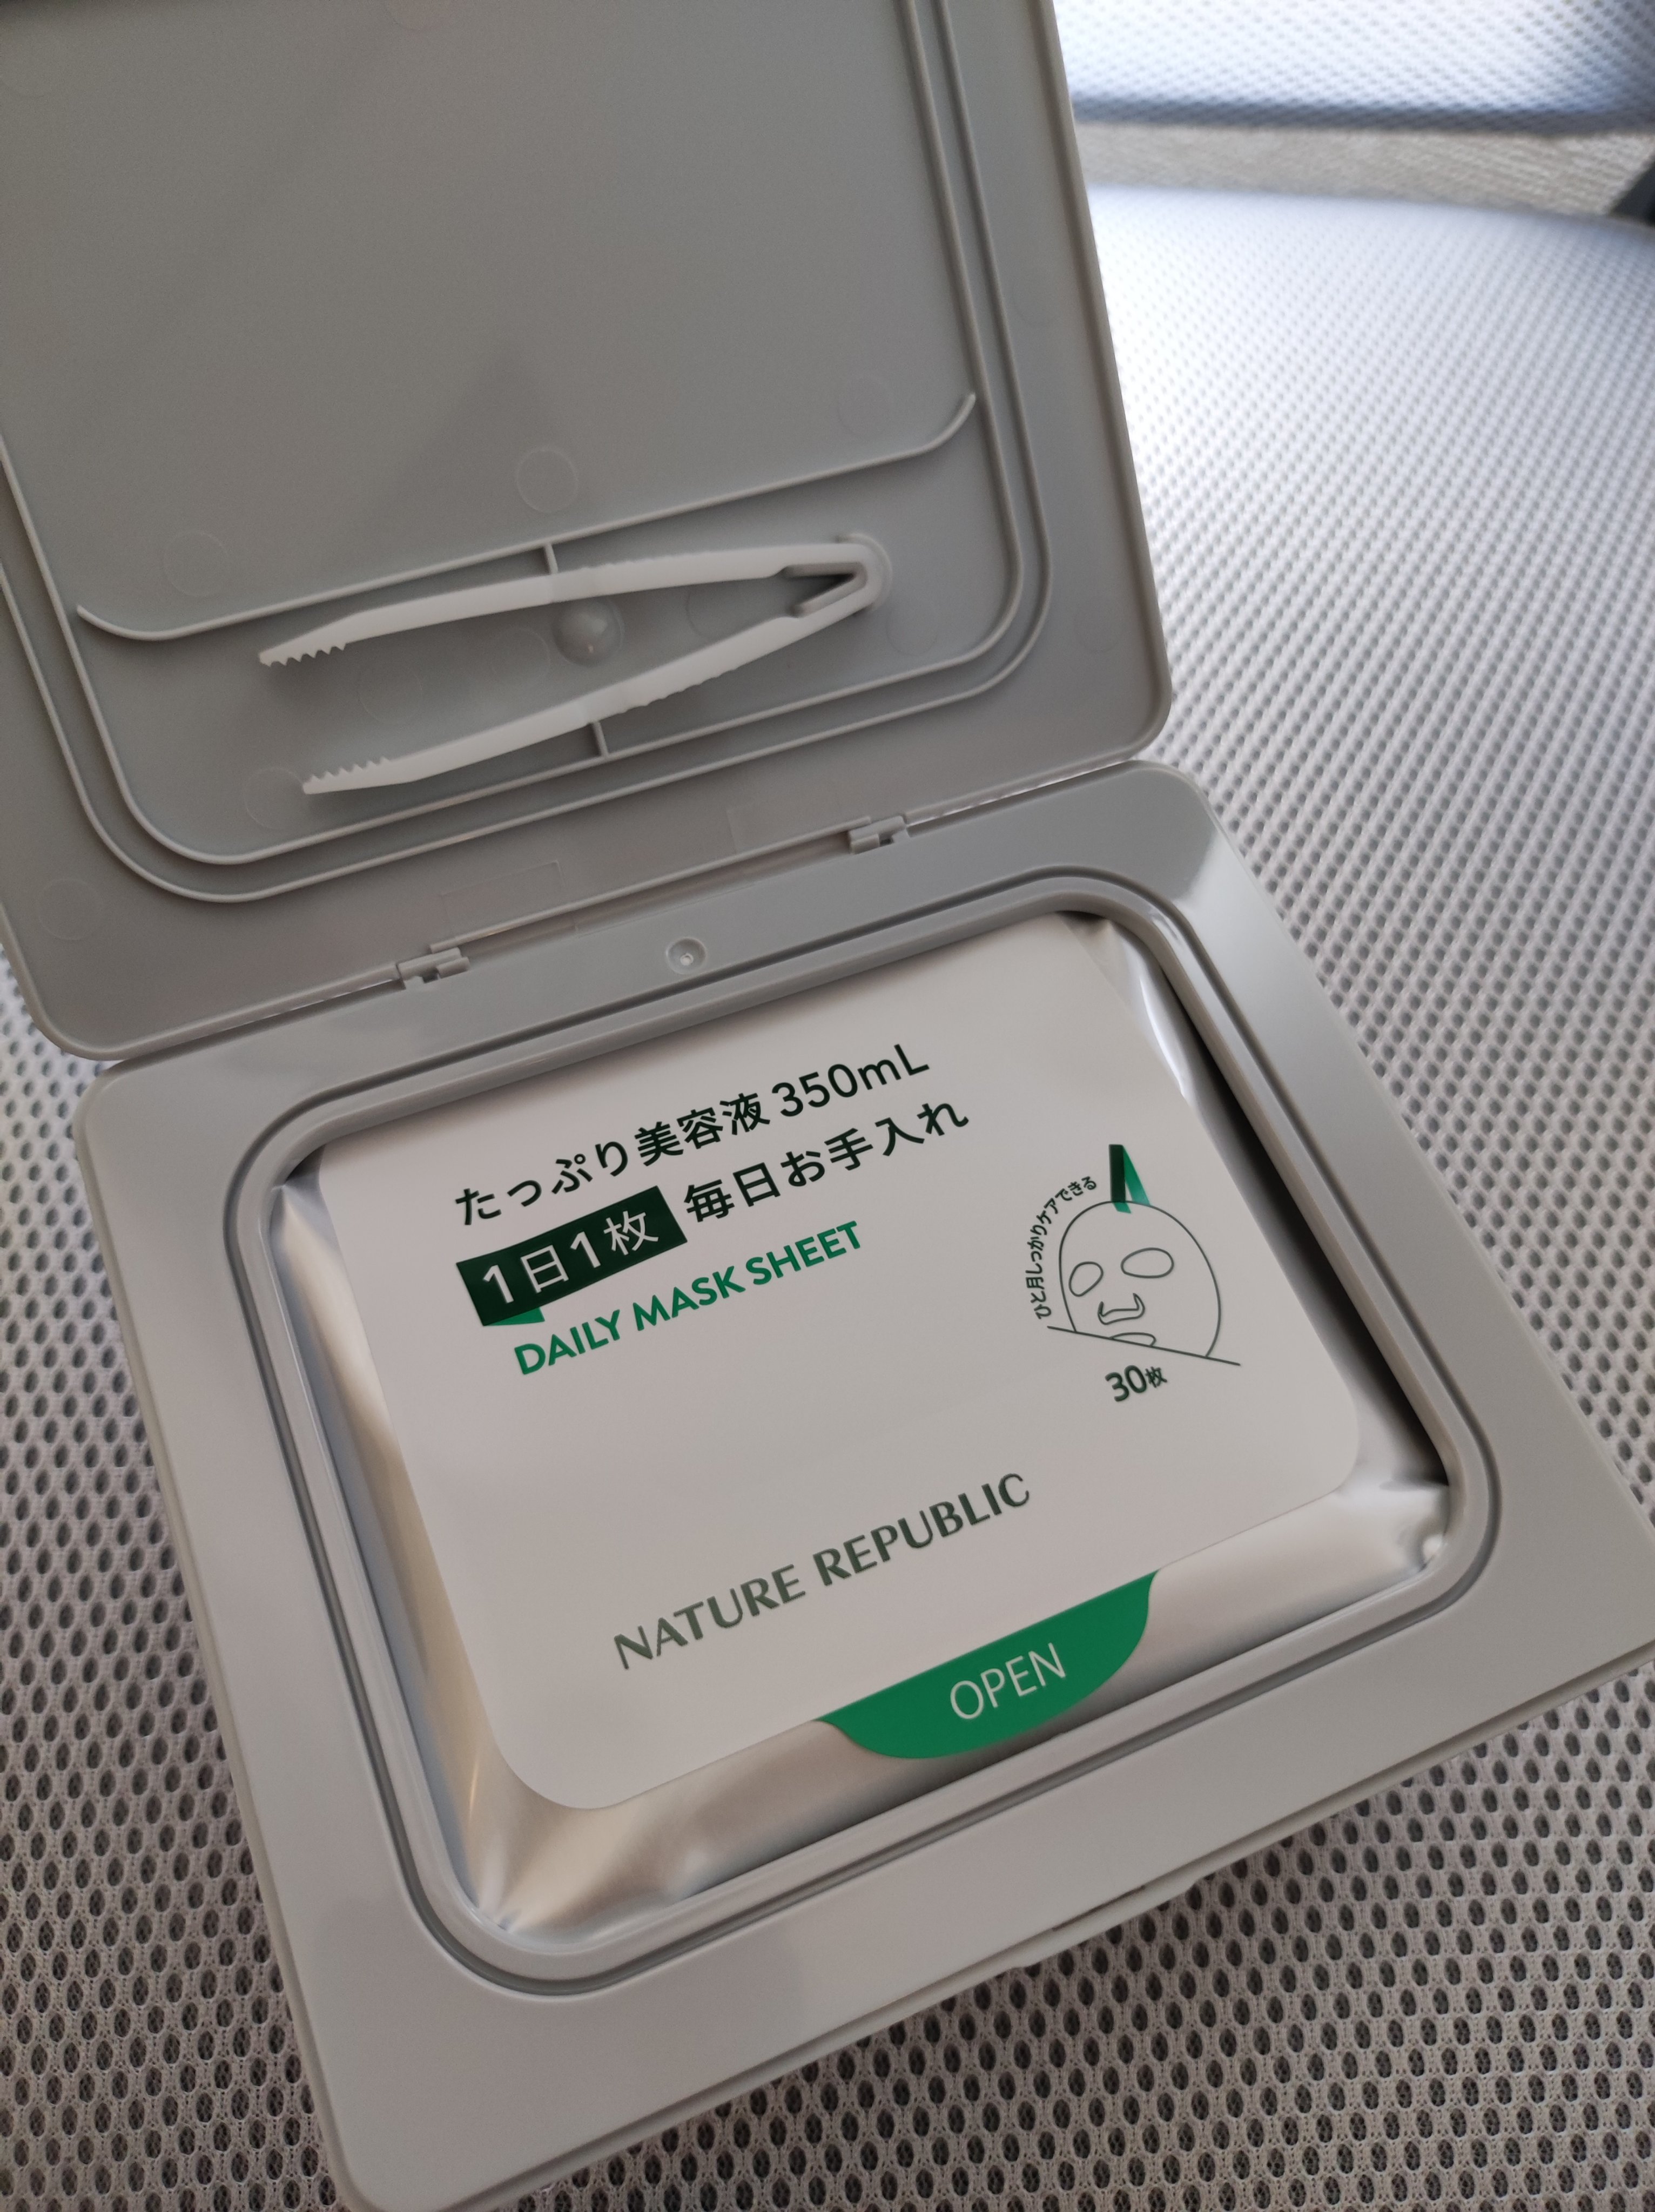 たっぷり美容液 350mL
1日1枚 毎日お手入れ
DAILY MASK SHEET
ひと月しっかりケアできる
30枚
NATURE REPUBLIC
OPEN